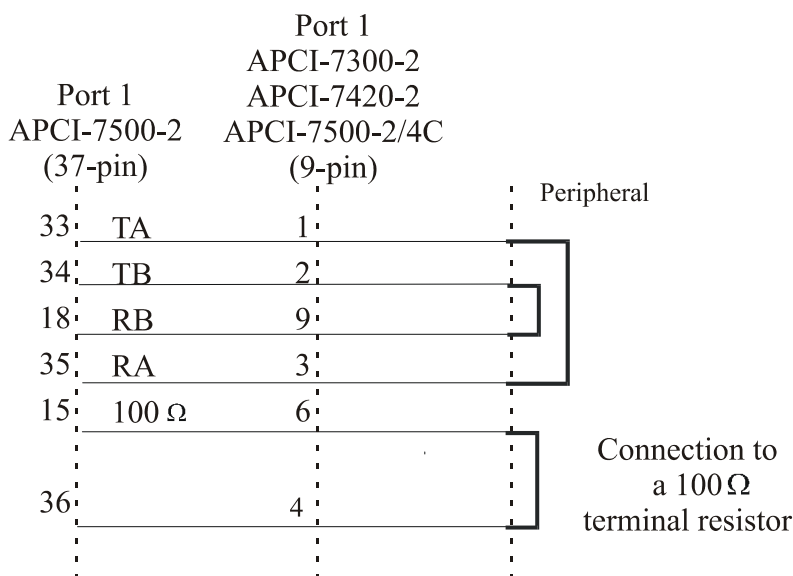 Port 1
APCI-7300-2
APCI-7420-2
APCI-7500-2/4C
(9-pin)
Port 1
APCI-7500-2
(37-pin)
Peripheral
33 TA 1
34 TB 2
18 RB 9
35 RA 3
15 100 Ω 6
36 4
Connection to
a 100 Ω
terminal resistor